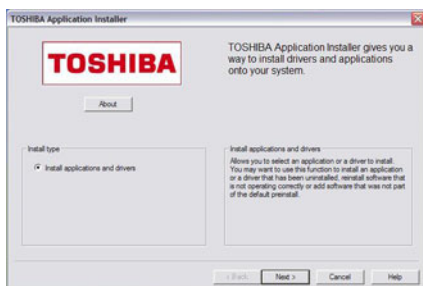 TOSHIBA Application Installer
TOSHIBA
TOSHIBA Application Installer gives you a
way to install drivers and applications
onto your system.
About
Install type
Install applications and drivers
Install applications and drivers
Allows you to select an application or a driver to install.
You may want to use this function to install an application
or a driver that has been uninstalled, reinstall software that
is not operating correctly or add software that was not part
of the default preinstall.
< Back
Next >
Cancel
Help